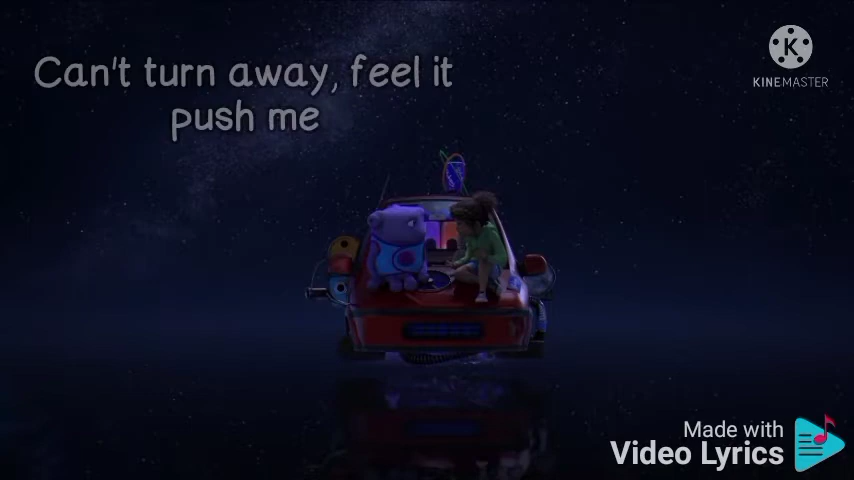 Can't turn away, feel it
push me
K
KINEMASTER
Made with
Video Lyrics